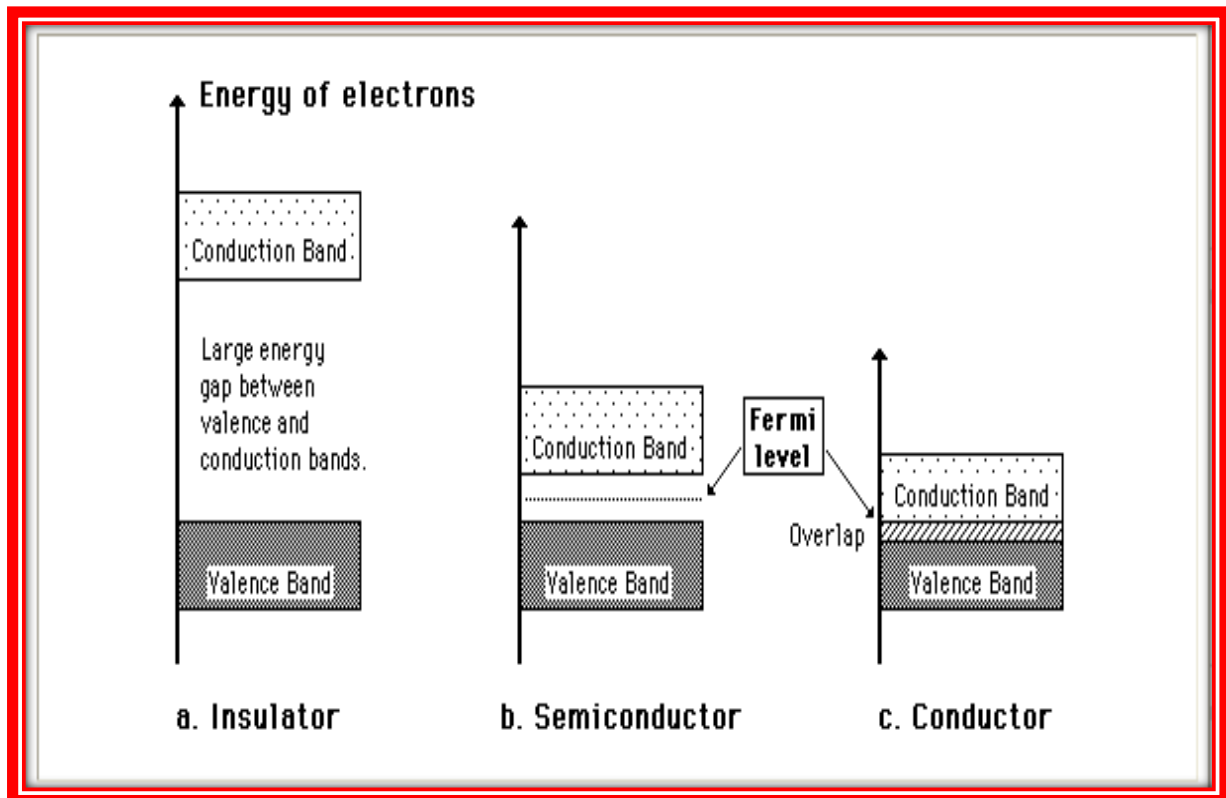 Energy of electrons
Conduction Band
Large energy
gap between
valence and
conduction bands.
Valence Band
a. Insulator
Conduction Band
Valence Band
b. Semiconductor
Fermi
level
Conduction Band
Overlap
Valence Band
c. Conductor